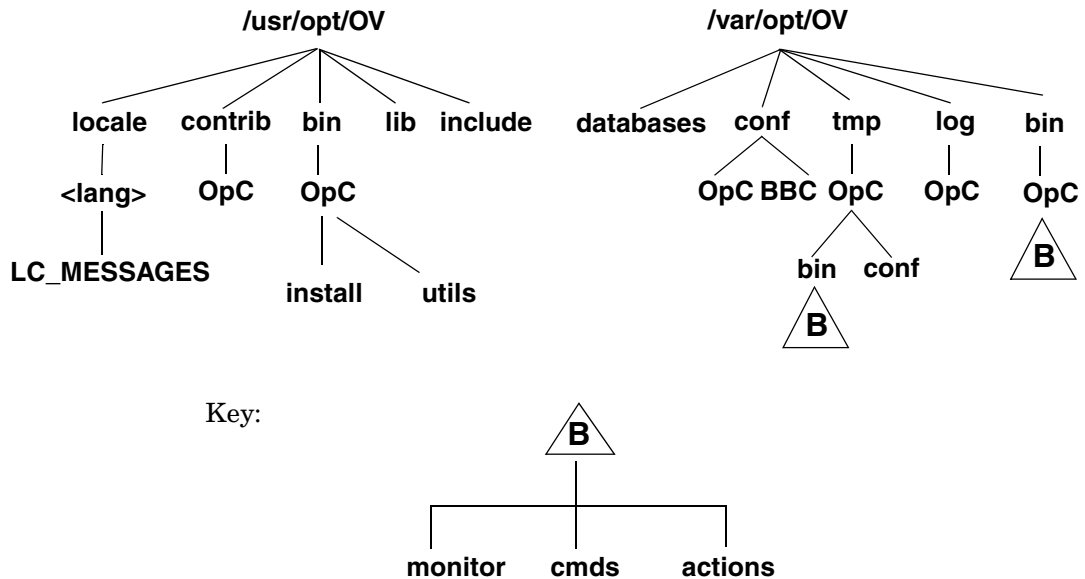 /usr/opt/OV /var/opt/OV
locale contrib bin lib include databases conf tmp log bin
<lang> OpC OpC OpC BBC OpC OpC OpC
LC_MESSAGES install utils bin conf B
B
Key:
B
monitor cmds actions